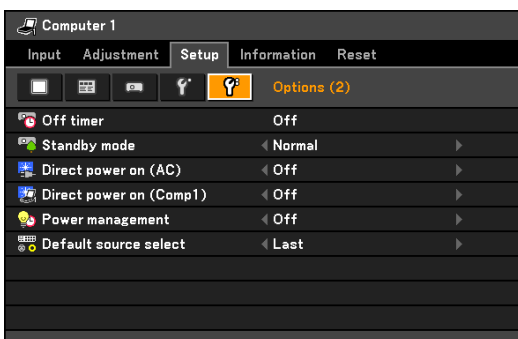 Computer 1
Input Adjustment Setup Information Reset
Options (2)
Off timer Off
Standby mode Normal
Direct power on (AC) Off
Direct power on (Comp1) Off
Power management Off
Default source select Last